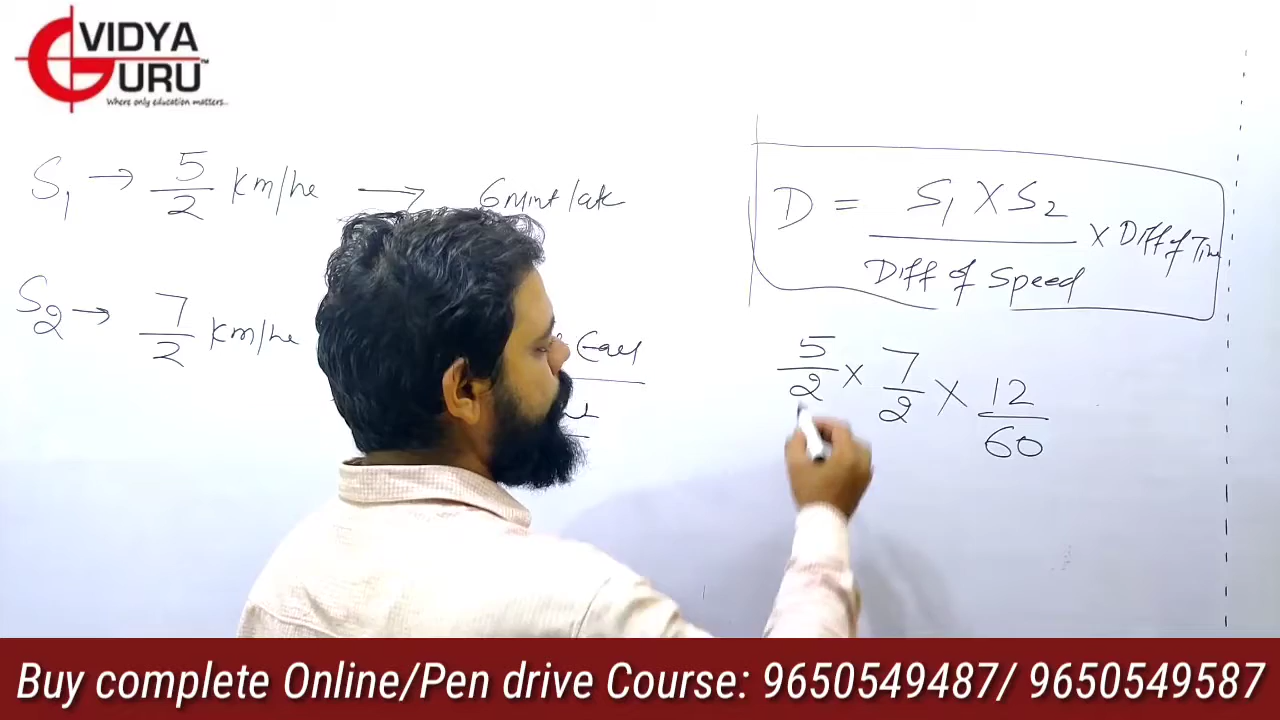 VIDYA
GURU™
Where only education matters..
S1 → 5/2 km/hr → 6 mint late
S2 → 7/2 km/hr
D = S1 X S2 / Diff of Speed × Diff of Time
5/2 × 7/2 × 12/60
Buy complete Online/Pen drive Course: 9650549487/ 9650549587